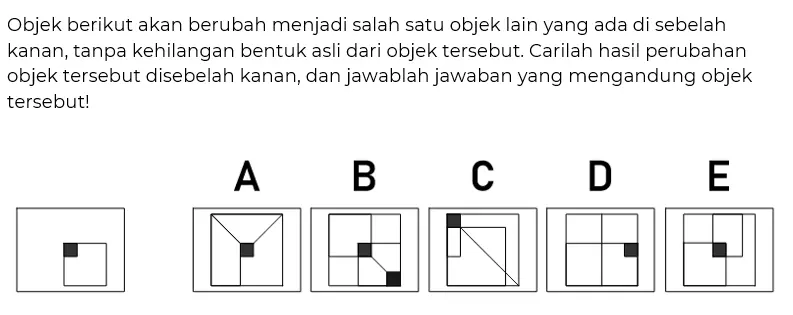 Objek berikut akan berubah menjadi salah satu objek lain yang ada di sebelah
kanan, tanpa kehilangan bentuk asli dari objek tersebut. Carilah hasil perubahan
objek tersebut disebelah kanan, dan jawablah jawaban yang mengandung objek
tersebut!
A B C D E